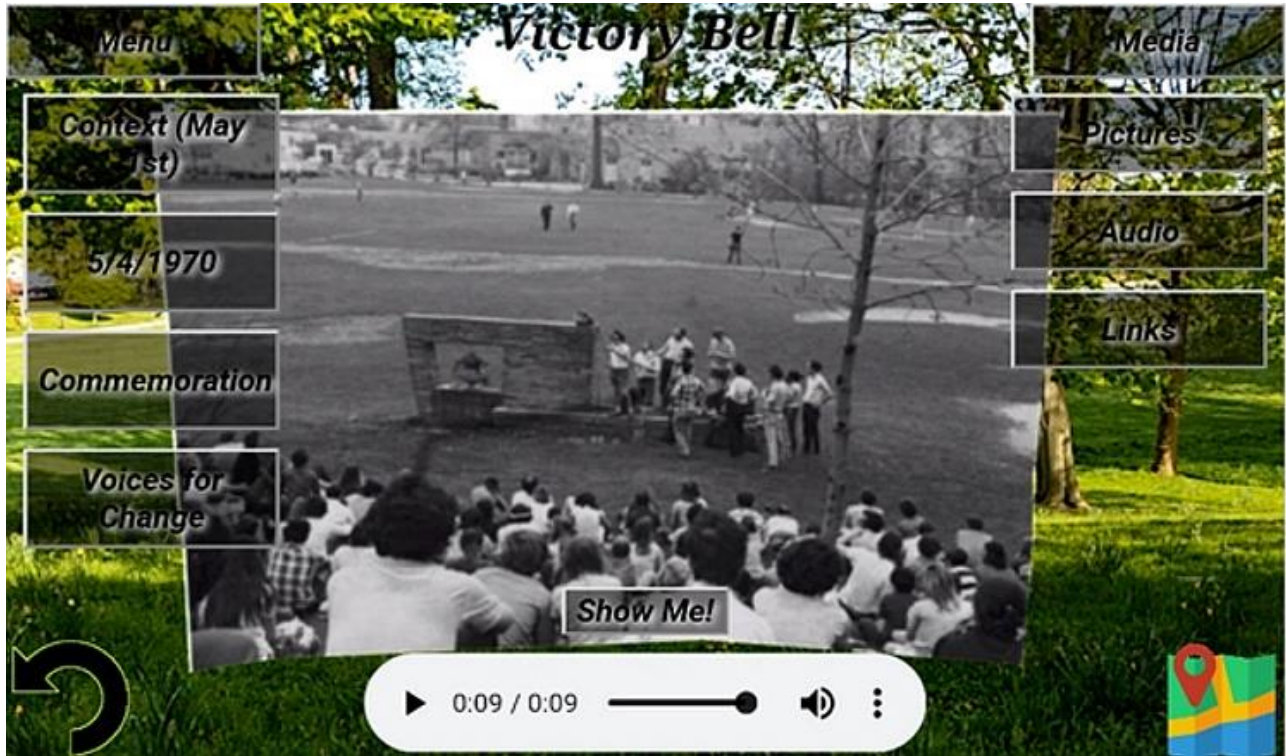 Victory Bell
Menu
Context (May
1st)
5/4/1970
Commemoration
Voices for
Change
Media
Pictures
Audio
Links
Show Me!
0:09 / 0:09